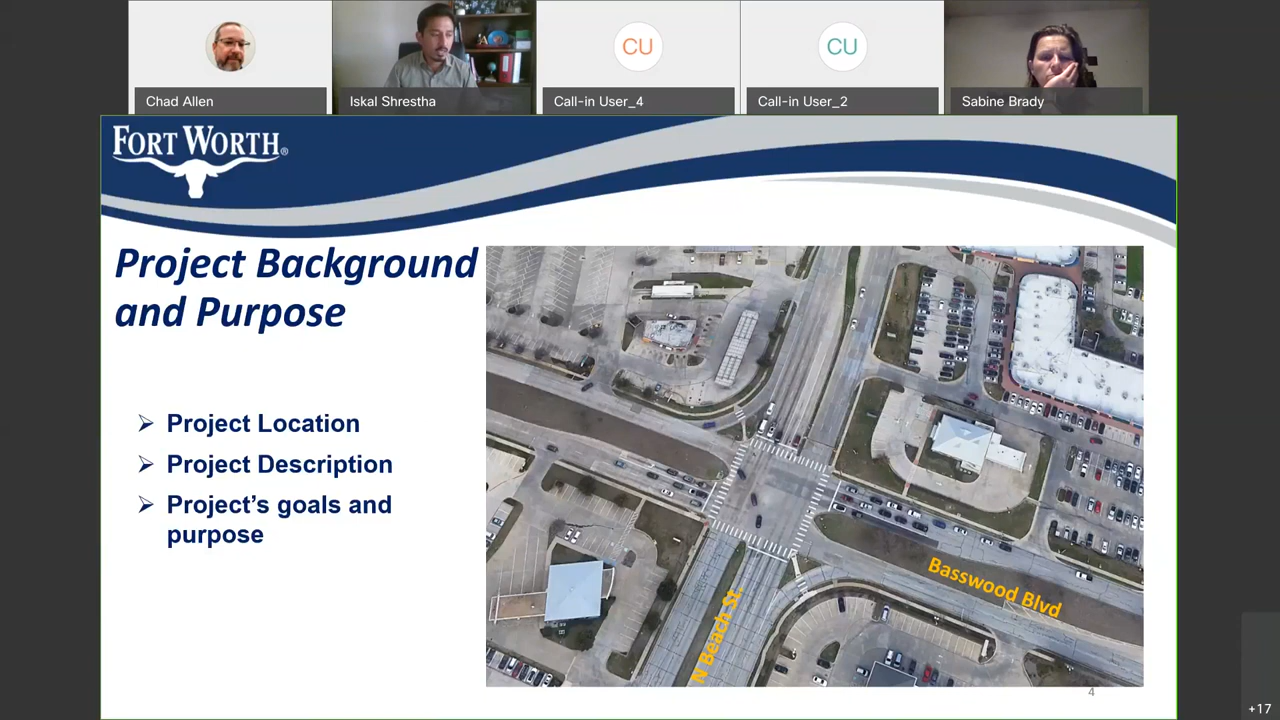 CU
CU
Chad Allen
Iskal Shrestha
Call-in User_4
Call-in User_2
Sabine Brady
FORT WORTH®
Project Background
and Purpose
➢ Project Location
➢ Project Description
➢ Project’s goals and
purpose
Basswood Blvd
N Beach St.
4
+17